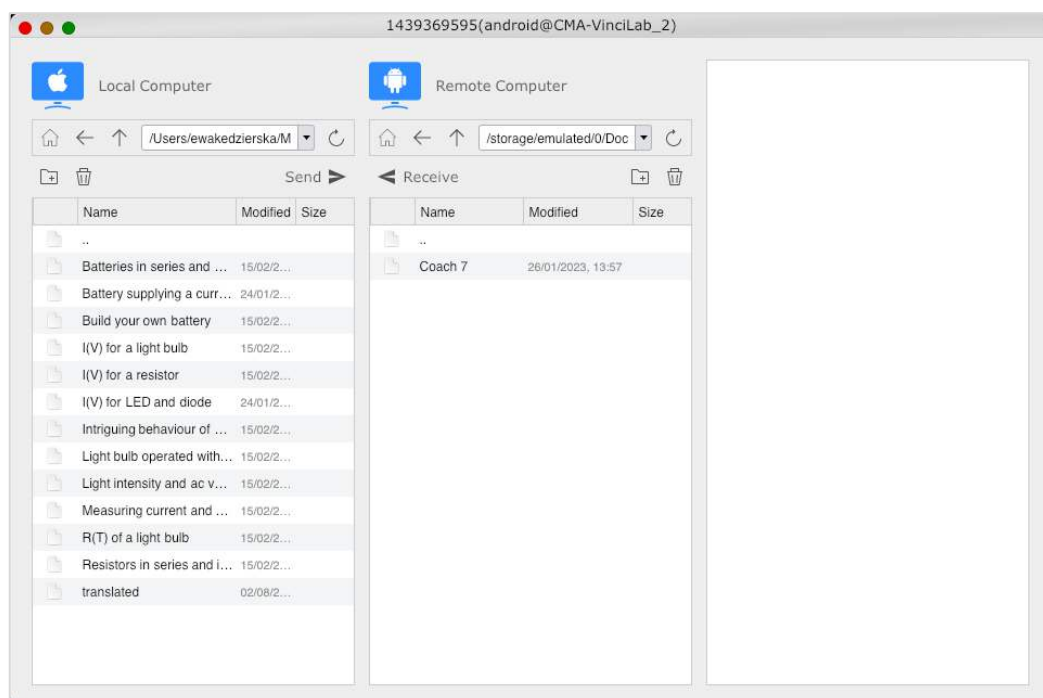 1439369595(android@CMA-VinciLab_2)
Local Computer
/Users/ewakedzierska/M
Send
Name Modified Size
..
Batteries in series and ... 15/02/2...
Battery supplying a curr... 24/01/2...
Build your own battery 15/02/2...
I(V) for a light bulb 15/02/2...
I(V) for a resistor 15/02/2...
I(V) for LED and diode 24/01/2...
Intriguing behaviour of ... 15/02/2...
Light bulb operated with... 15/02/2...
Light intensity and ac v... 15/02/2...
Measuring current and ... 15/02/2...
R(T) of a light bulb 15/02/2...
Resistors in series and i... 15/02/2...
translated 02/08/2...
Remote Computer
/storage/emulated/0/Doc
Receive
Name Modified Size
..
Coach 7 26/01/2023, 13:57